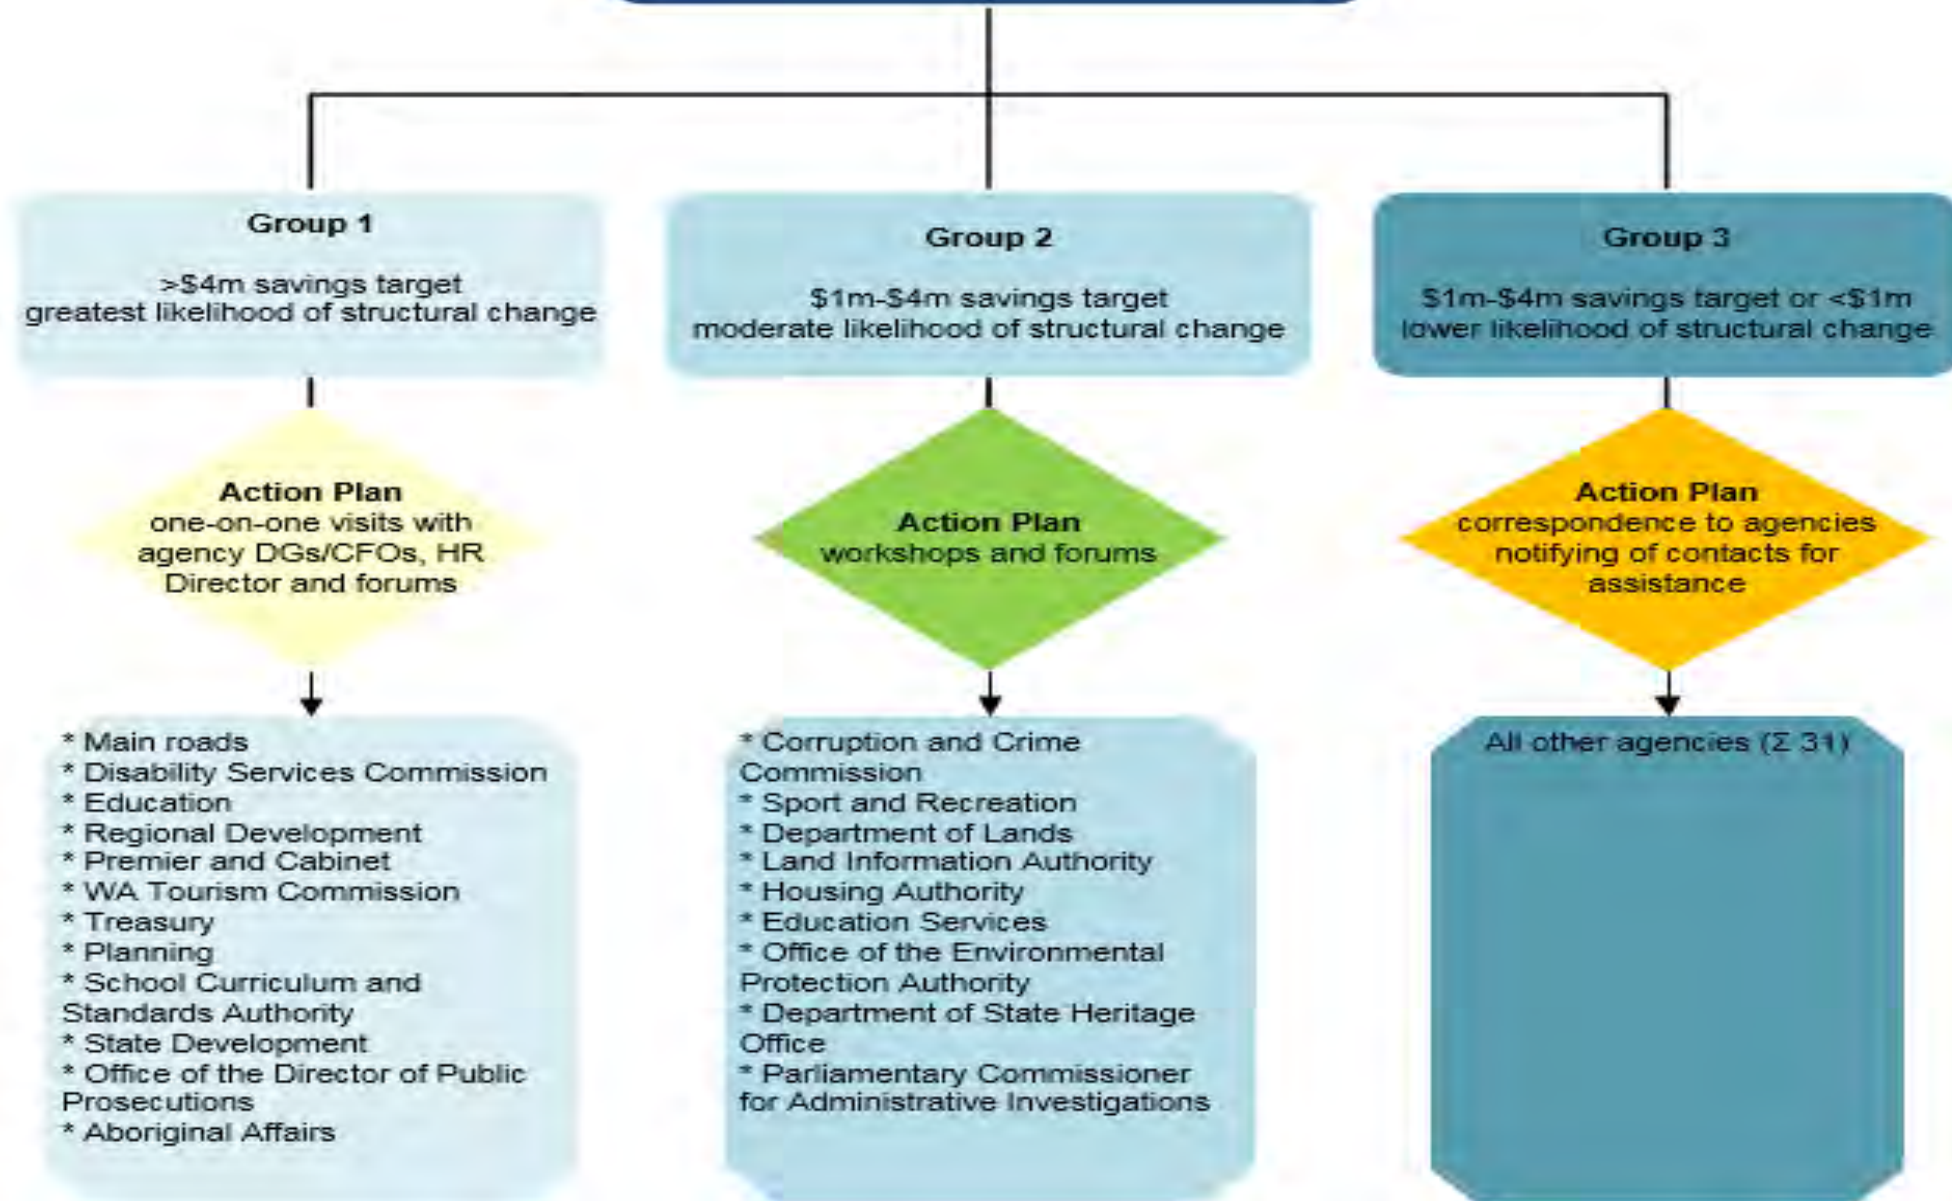 Group 1
>$4m savings target
greatest likelihood of structural change
Group 2
$1m-$4m savings target
moderate likelihood of structural change
Group 3
$1m-$4m savings target or <$1m
lower likelihood of structural change
Action Plan
one-on-one visits with
agency DGs/CFOs, HR
Director and forums
Action Plan
workshops and forums
Action Plan
correspondence to agencies
notifying of contacts for
assistance
* Main roads
* Disability Services Commission
* Education
* Regional Development
* Premier and Cabinet
* WA Tourism Commission
* Treasury
* Planning
* School Curriculum and
Standards Authority
* State Development
* Office of the Director of Public
Prosecutions
* Aboriginal Affairs
* Corruption and Crime
Commission
* Sport and Recreation
* Department of Lands
* Land Information Authority
* Housing Authority
* Education Services
* Office of the Environmental
Protection Authority
* Department of State Heritage
Office
* Parliamentary Commissioner
for Administrative Investigations
All other agencies (Σ 31)